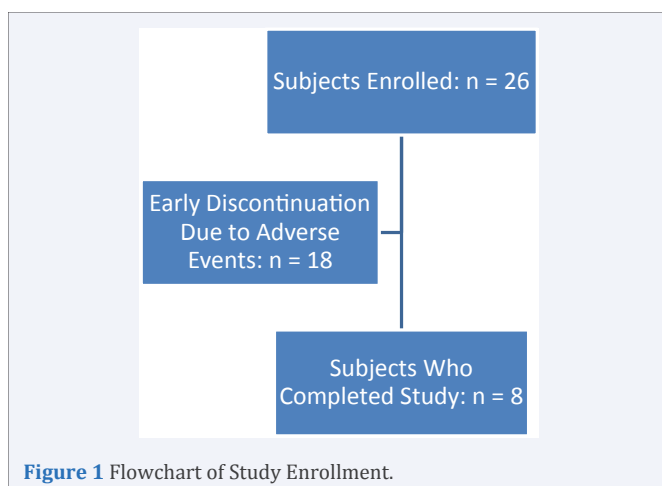 Subjects Enrolled: n = 26
Early Discontinuation
Due to Adverse
Events: n = 18
Subjects Who
Completed Study: n = 8
Figure 1 Flowchart of Study Enrollment.